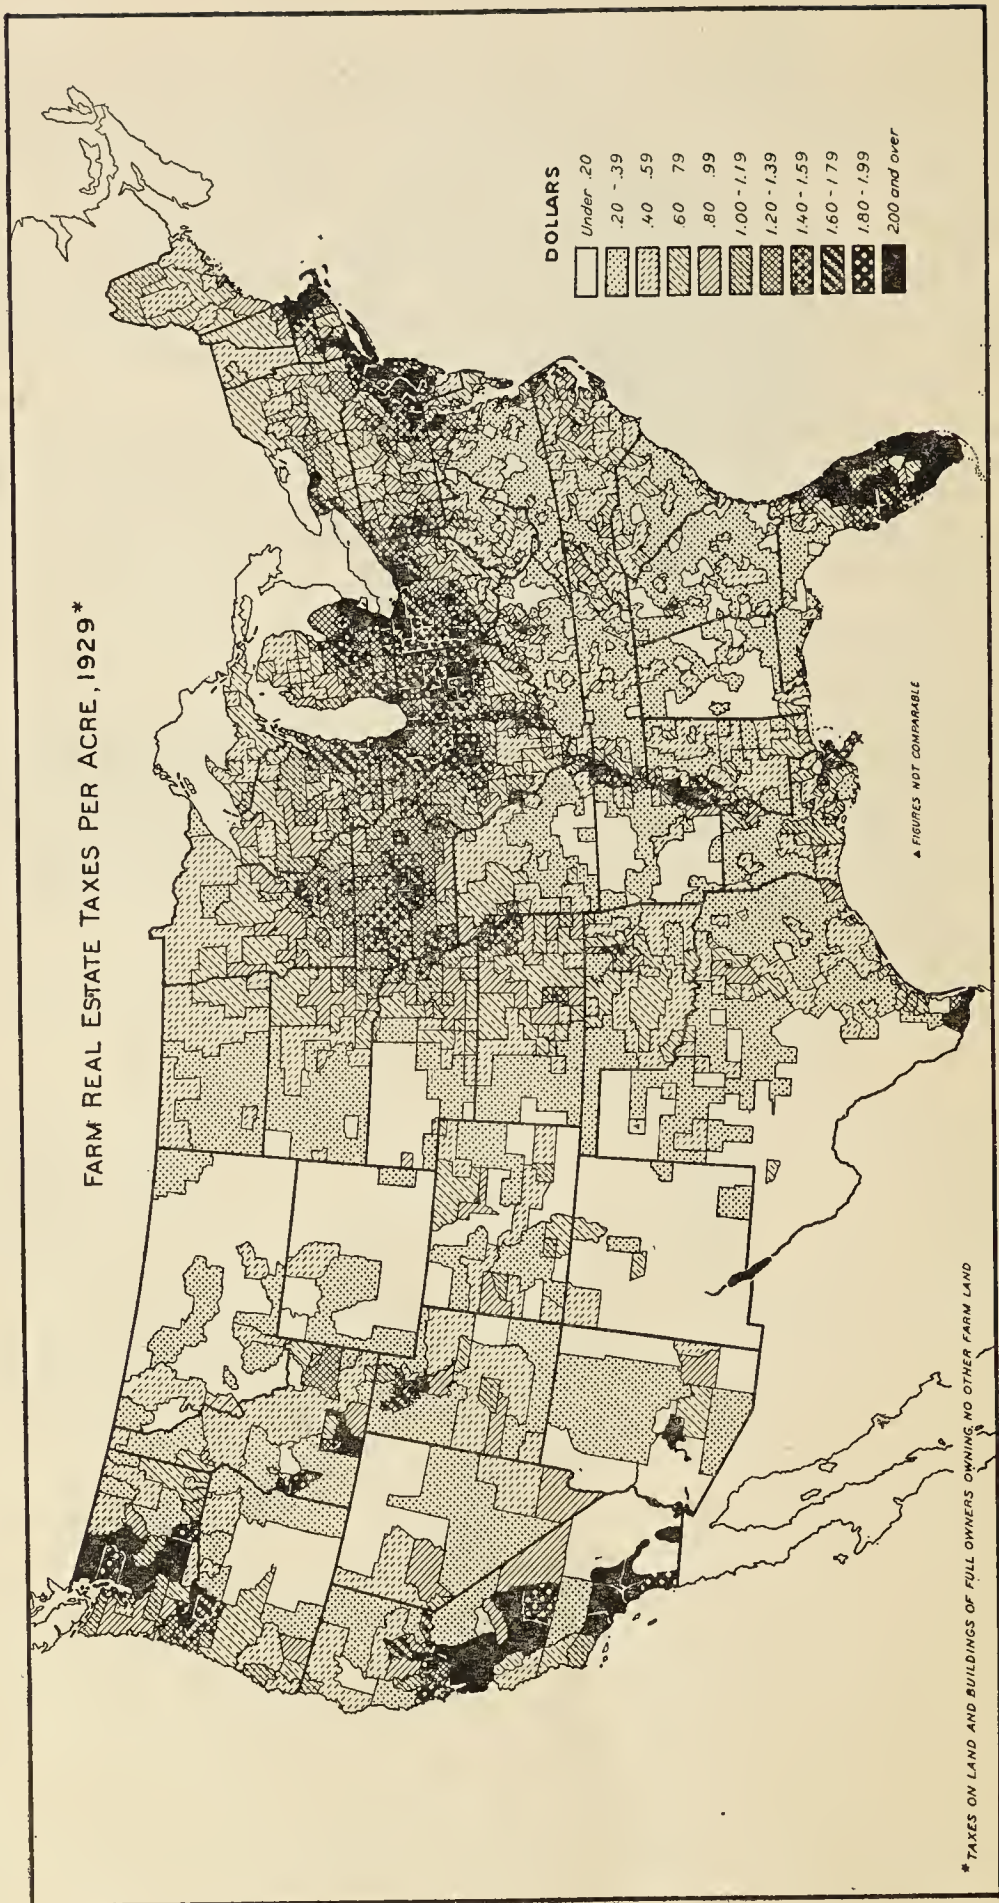 FARM REAL ESTATE TAXES PER ACRE, 1929*
DOLLARS
Under .20
.20 - .39
.40 .59
.60 79
.80 .99
1.00 - 1.19
1.20 - 1.39
1.40 - 1.59
1.60 - 1 79
1.80 - 1.99
2.00 and over
▲ FIGURES NOT COMPARABLE
* TAXES ON LAND AND BUILDINGS OF FULL OWNERS OWNING NO OTHER FARM LAND